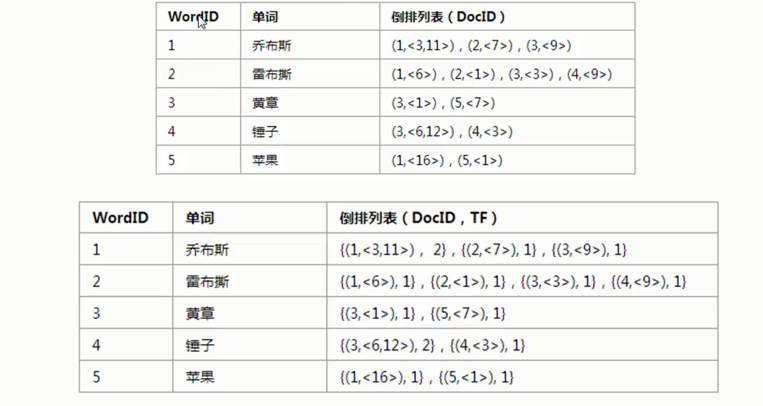 WordID 单词 倒排列表（DocID）
1 乔布斯 (1,<3,11>)，(2,<7>)，(3,<9>)
2 雷布撕 (1,<6>)，(2,<1>)，(3,<3>)，(4,<9>)
3 黄章 (3,<1>)，(5,<7>)
4 锤子 (3,<6,12>)，(4,<3>)
5 苹果 (1,<16>)，(5,<1>)
WordID 单词 倒排列表（DocID，TF）
1 乔布斯 {(1,<3,11>)， 2}，{(2,<7>), 1}，{(3,<9>), 1}
2 雷布撕 {(1,<6>), 1}，{(2,<1>), 1}，{(3,<3>), 1}，{(4,<9>), 1}
3 黄章 {(3,<1>), 1}，{(5,<7>), 1}
4 锤子 {(3,<6,12>), 2}，{(4,<3>), 1}
5 苹果 {(1,<16>), 1}，{(5,<1>), 1}